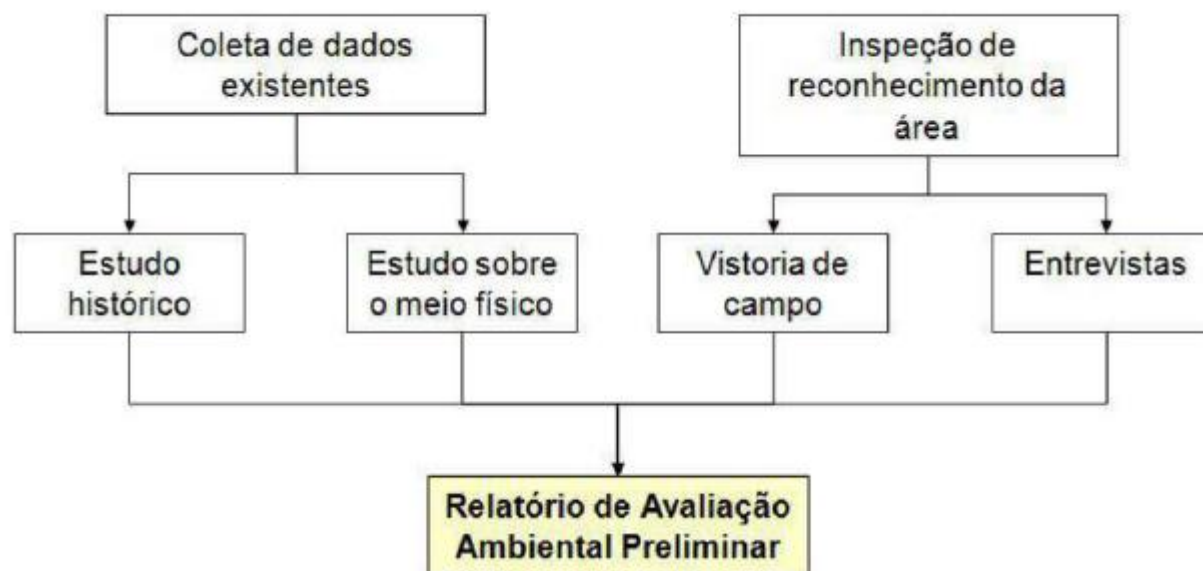 Coleta de dados
existentes
Inspeção de
reconhecimento da
área
Estudo
histórico
Estudo sobre
o meio físico
Vistoria de
campo
Entrevistas
Relatório de Avaliação
Ambiental Preliminar